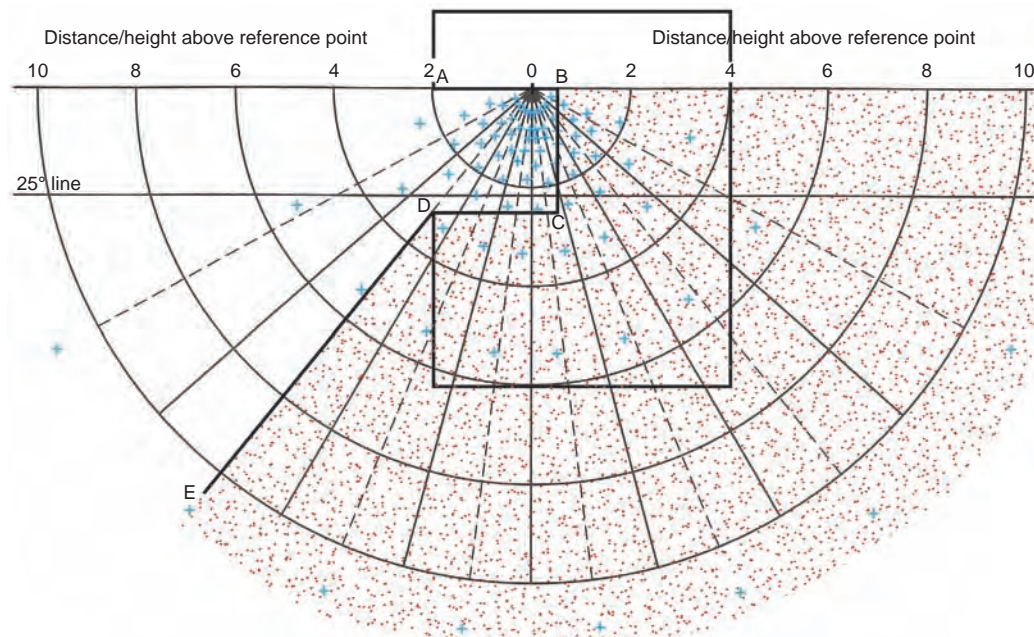 Distance/height above reference point
Distance/height above reference point
10 8 6 4 2 0 2 4 6 8 10
A B
25° line
D
C
E